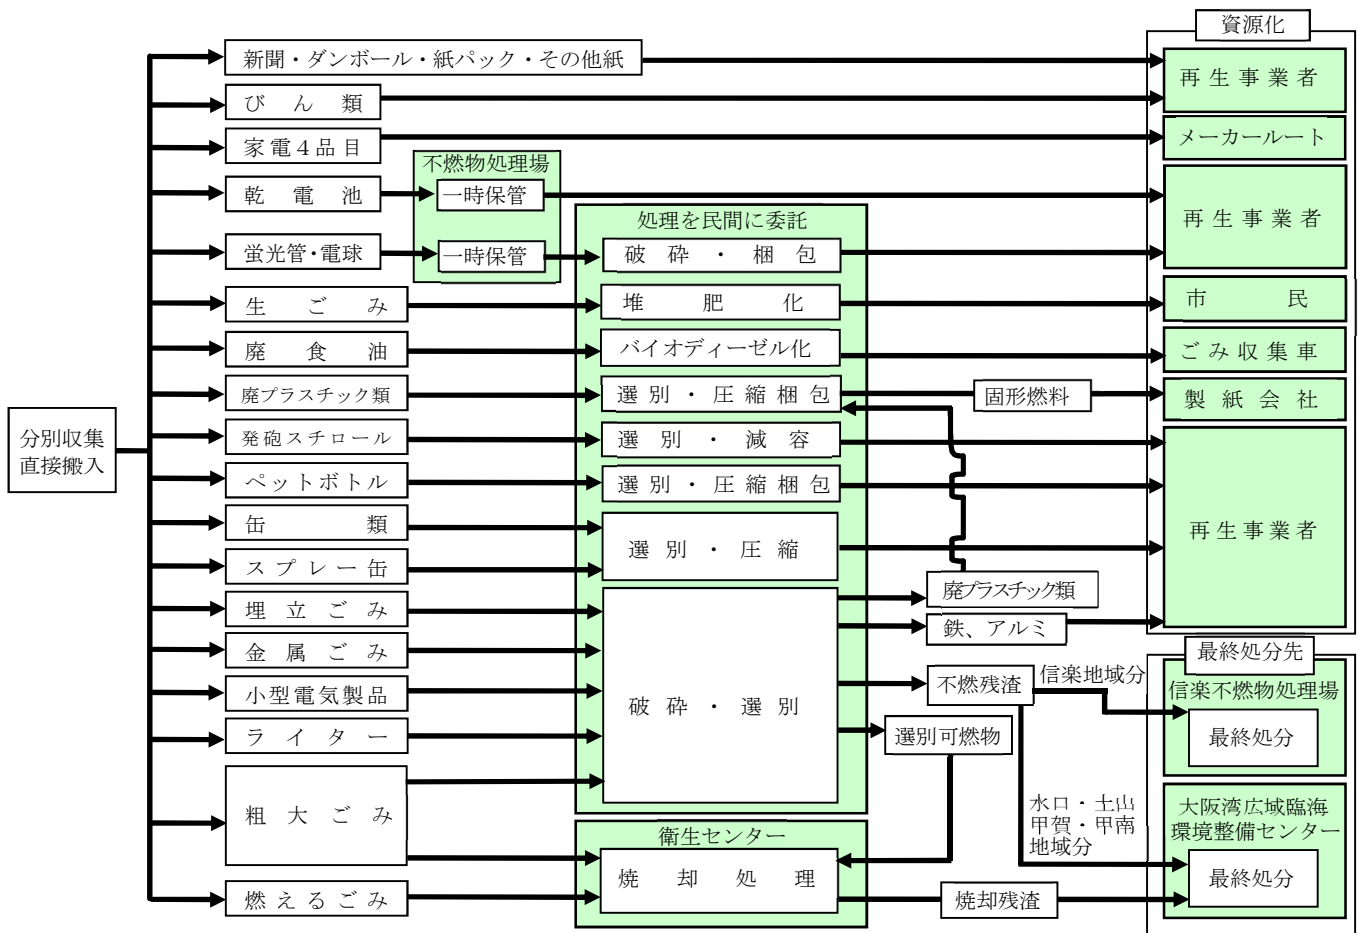 資源化
新聞・ダンボール・紙パック・その他紙
再生事業者
びん類
家電4品目
メーカールート
不燃物処理場
乾電池
一時保管
再生事業者
処理を民間に委託
蛍光管・電球
一時保管
破砕・梱包
生ごみ
堆肥化
市民
廃食油
バイオディーゼル化
ごみ収集車
廃プラスチック類
選別・圧縮梱包
固形燃料
製紙会社
分別収集
直接搬入
発砲スチロール
選別・減容
ペットボトル
選別・圧縮梱包
再生事業者
缶類
選別・圧縮
スプレー缶
廃プラスチック類
埋立ごみ
鉄、アルミ
金属ごみ
最終処分先
小型電気製品
破砕・選別
不燃残渣
信楽地域分
信楽不燃物処理場
ライター
選別可燃物
最終処分
粗大ごみ
水口・土山
甲賀・甲南
地域分
大阪湾広域臨海
環境整備センター
衛生センター
焼却処理
最終処分
燃えるごみ
焼却残渣